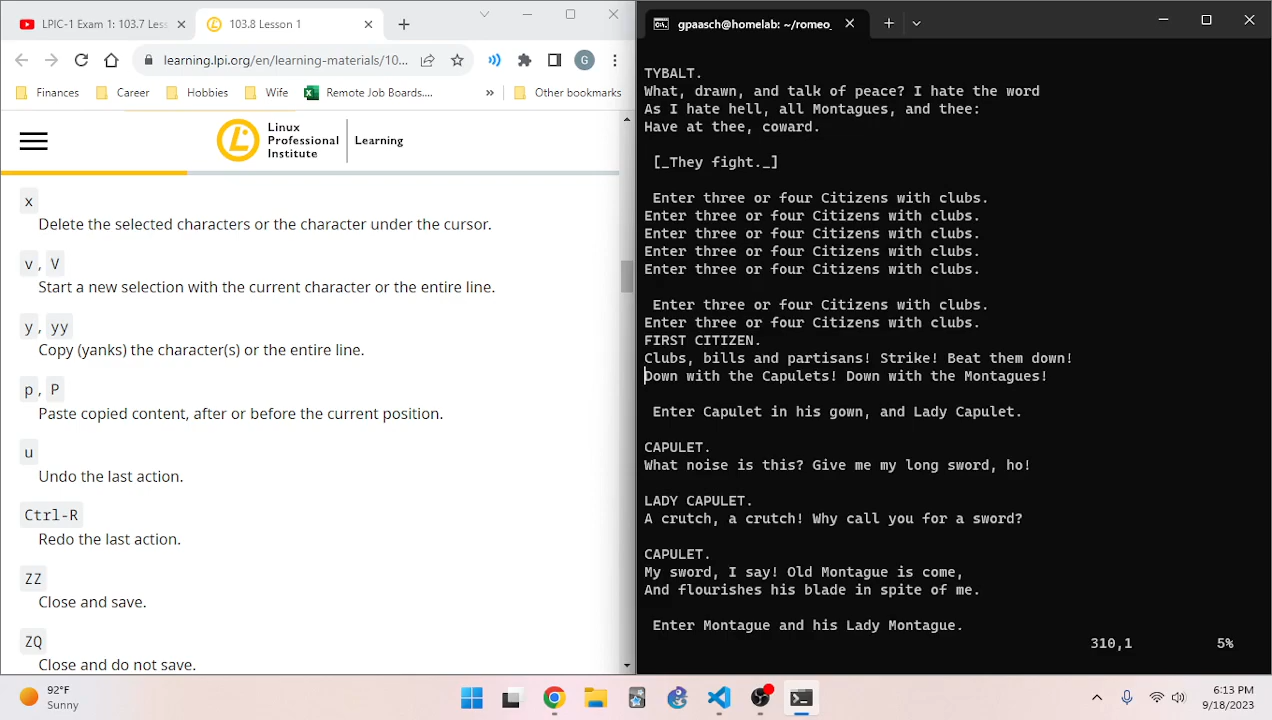 LPIC-1 Exam 1: 103.7 Less
103.8 Lesson 1
learning.lpi.org/en/learning-materials/10...
G
Finances
Career
Hobbies
Wife
Remote Job Boards....
»
Other bookmarks
Linux
Professional
Institute
Learning
x
Delete the selected characters or the character under the cursor.
v, V
Start a new selection with the current character or the entire line.
y, yy
Copy (yanks) the character(s) or the entire line.
p, P
Paste copied content, after or before the current position.
u
Undo the last action.
Ctrl-R
Redo the last action.
ZZ
Close and save.
ZQ
Close and do not save.
gpaasch@homelab: ~/romeo_
TYBALT.
What, drawn, and talk of peace? I hate the word
As I hate hell, all Montagues, and thee:
Have at thee, coward.
[_They fight._]
Enter three or four Citizens with clubs.
Enter three or four Citizens with clubs.
Enter three or four Citizens with clubs.
Enter three or four Citizens with clubs.
Enter three or four Citizens with clubs.
Enter three or four Citizens with clubs.
Enter three or four Citizens with clubs.
FIRST CITIZEN.
Clubs, bills and partisans! Strike! Beat them down!
Down with the Capulets! Down with the Montagues!
Enter Capulet in his gown, and Lady Capulet.
CAPULET.
What noise is this? Give me my long sword, ho!
LADY CAPULET.
A crutch, a crutch! Why call you for a sword?
CAPULET.
My sword, I say! Old Montague is come,
And flourishes his blade in spite of me.
Enter Montague and his Lady Montague.
310,1 5%
92°F
Sunny
6:13 PM
9/18/2023